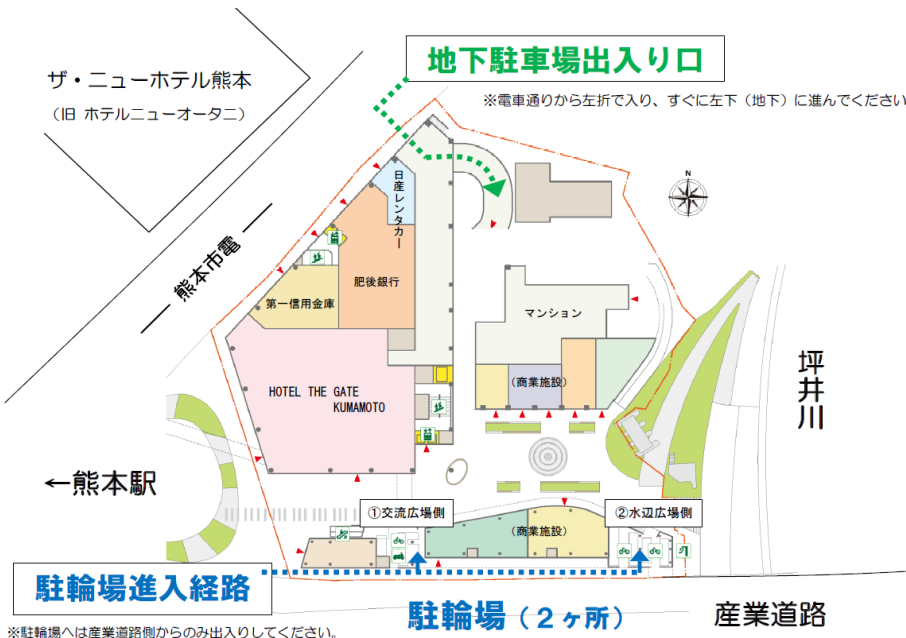 地下駐車場出入り口
※電車通りから左折で入り、すぐに左下（地下）に進んでください
ザ・ニューホテル熊本
（旧 ホテルニューオータニ）
N
日産レンタカー
熊本市電
肥後銀行
第一信用金庫
マンション
（商業施設）
坪井川
HOTEL THE GATE
KUMAMOTO
←熊本駅
①交流広場側
②水辺広場側
（商業施設）
駐輪場進入経路
駐輪場（２ヶ所）
産業道路
※駐輪場へは産業道路側からのみ出入りしてください。